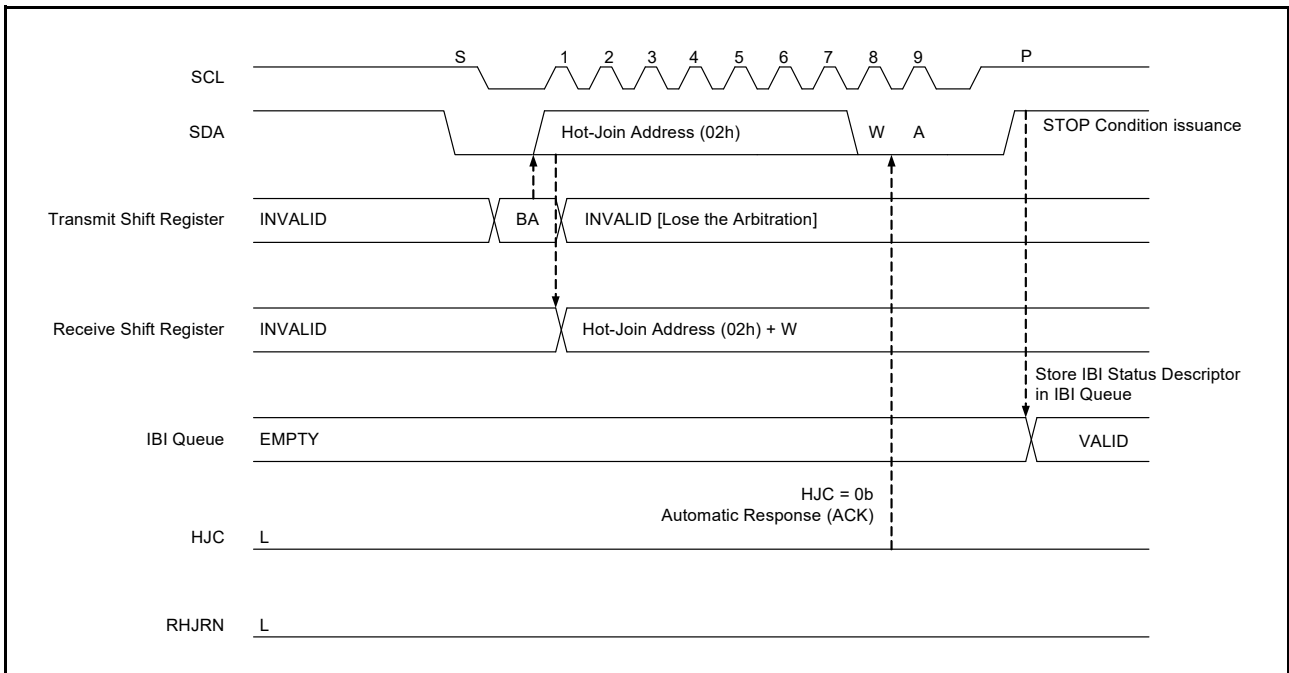 S 1 2 3 4 5 6 7 8 9 P
SCL
SDA Hot-Join Address (02h) W A STOP Condition issuance
Transmit Shift Register INVALID BA INVALID [Lose the Arbitration]
Receive Shift Register INVALID Hot-Join Address (02h) + W
Store IBI Status Descriptor
in IBI Queue
IBI Queue EMPTY VALID
HJC = 0b
Automatic Response (ACK)
HJC L
RHJRN L